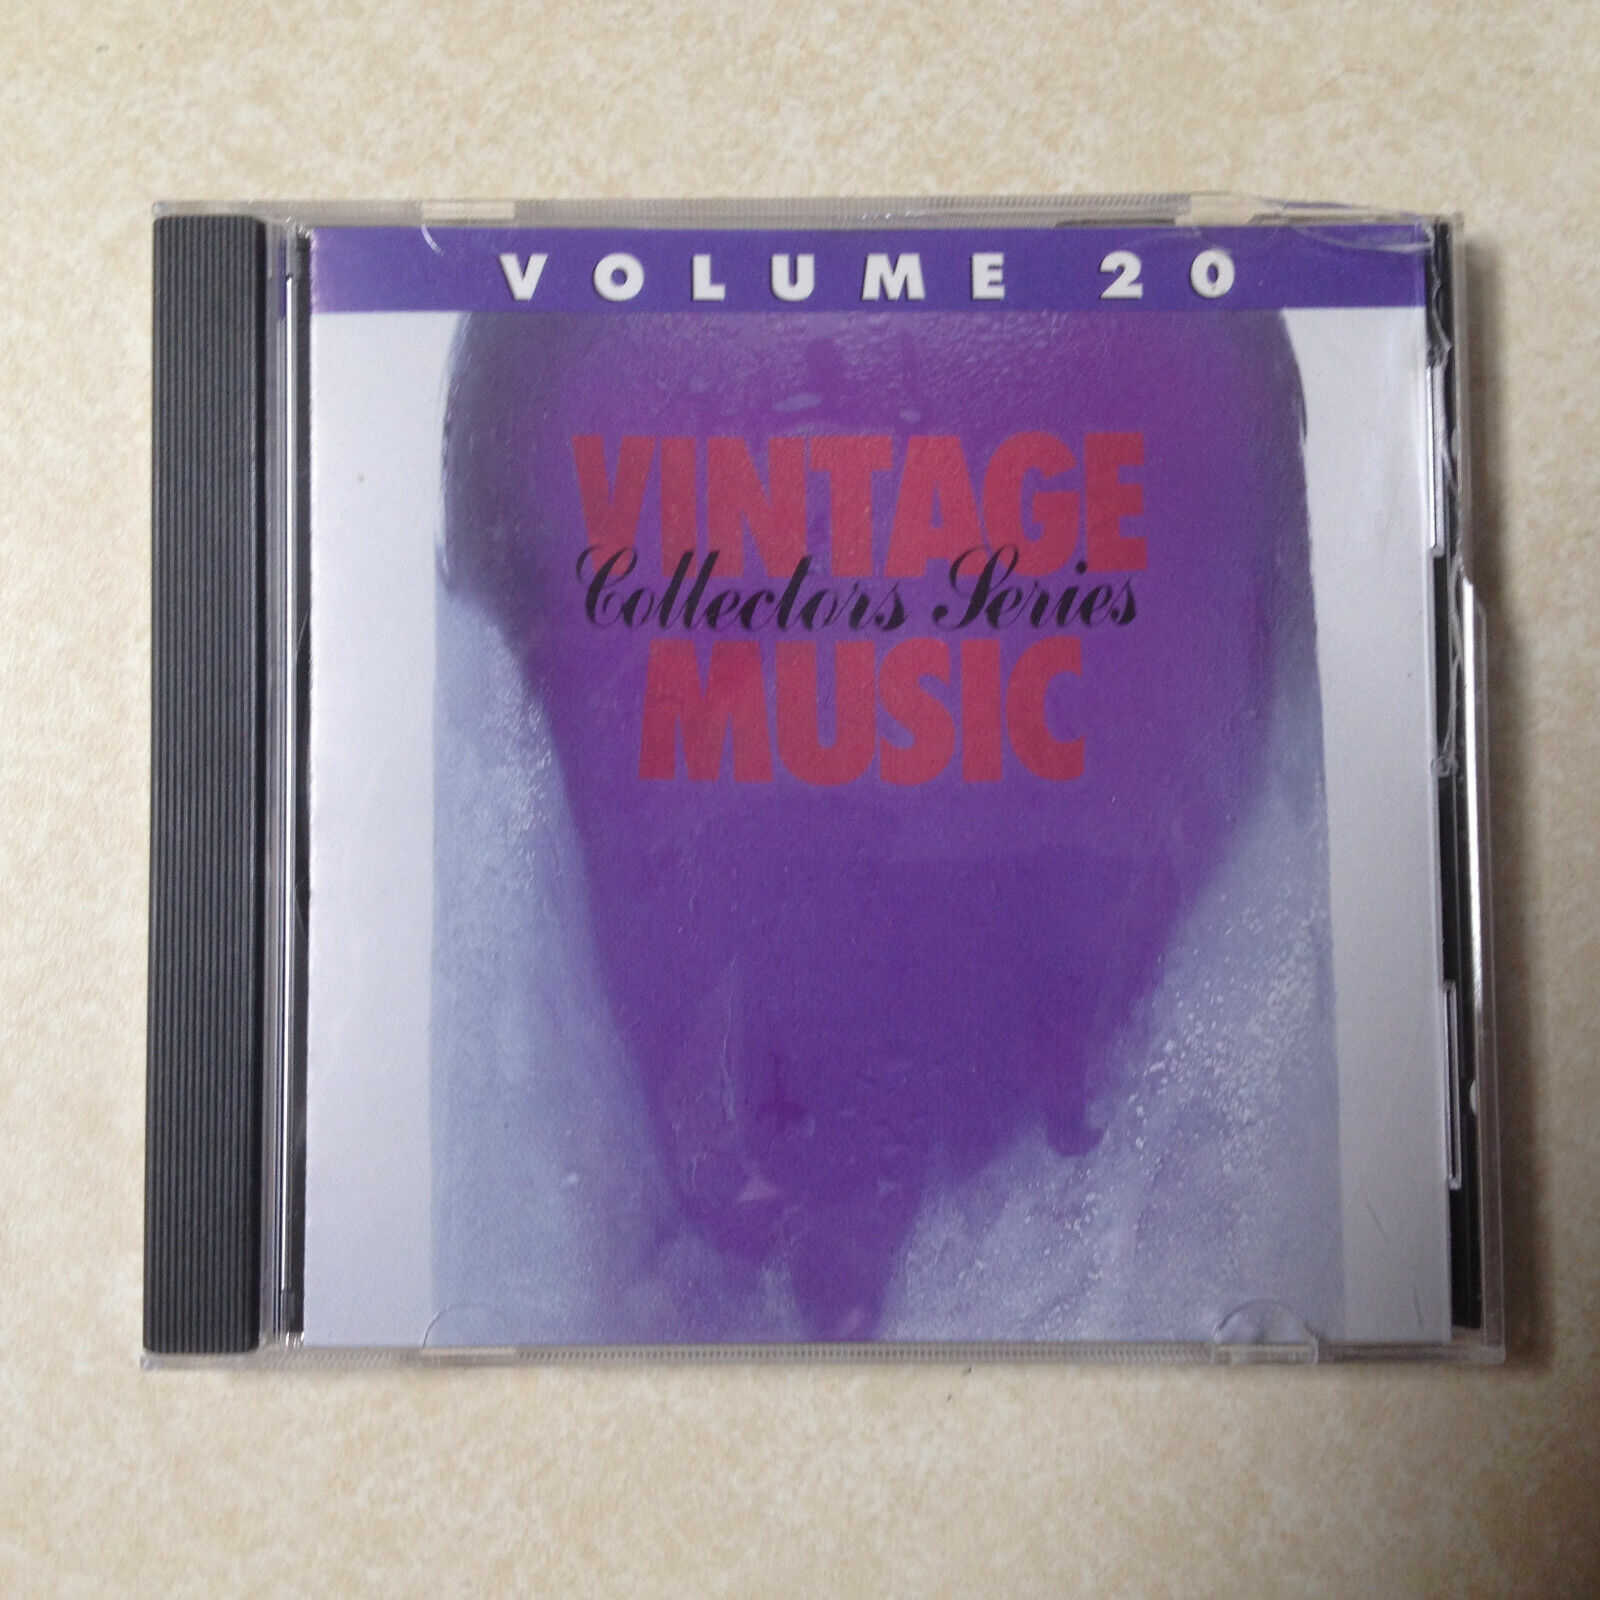 VOLUME 20
VINTAGE
Collectors Series
MUSIC